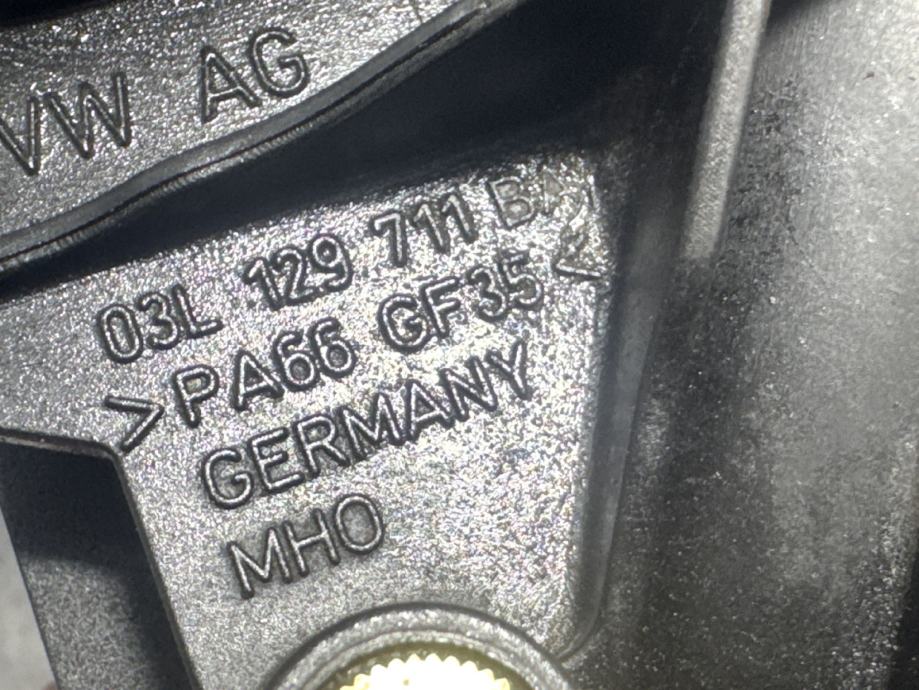 VW AG
03L 129 711
>PA66 GF35<
GERMANY
MHO